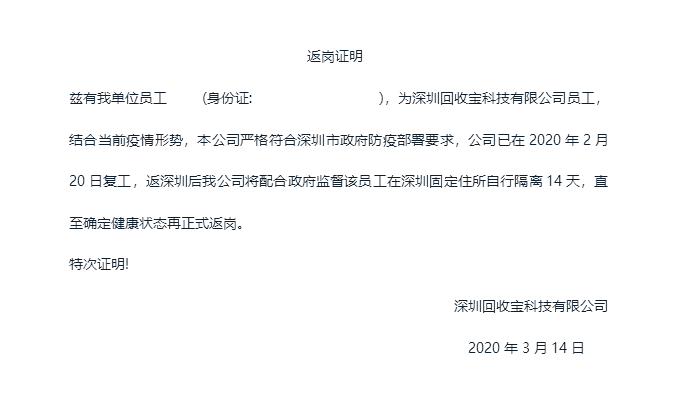 返岗证明
兹有我单位员工 （身份证: ），为深圳回收宝科技有限公司员工，
结合当前疫情形势，本公司严格符合深圳市政府防疫部署要求，公司已在 2020 年 2 月
20 日复工，返深圳后我公司将配合政府监督该员工在深圳固定住所自行隔离 14 天，直
至确定健康状态再正式返岗。
特次证明!
深圳回收宝科技有限公司
2020 年 3 月 14 日